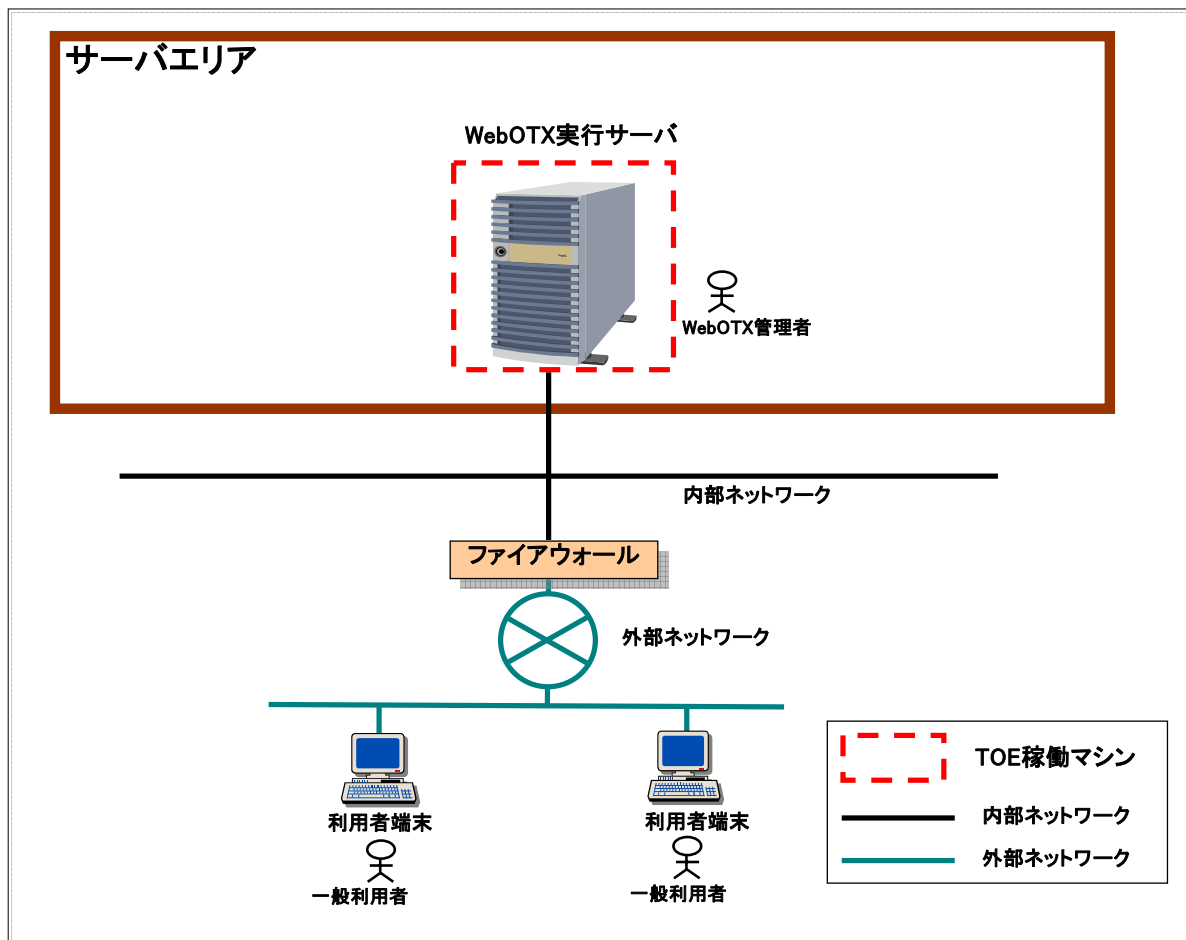 サーバエリア
WebOTX実行サーバ
WebOTX管理者
内部ネットワーク
ファイアウォール
外部ネットワーク
利用者端末
利用者端末
一般利用者
一般利用者
TOE稼働マシン
内部ネットワーク
外部ネットワーク